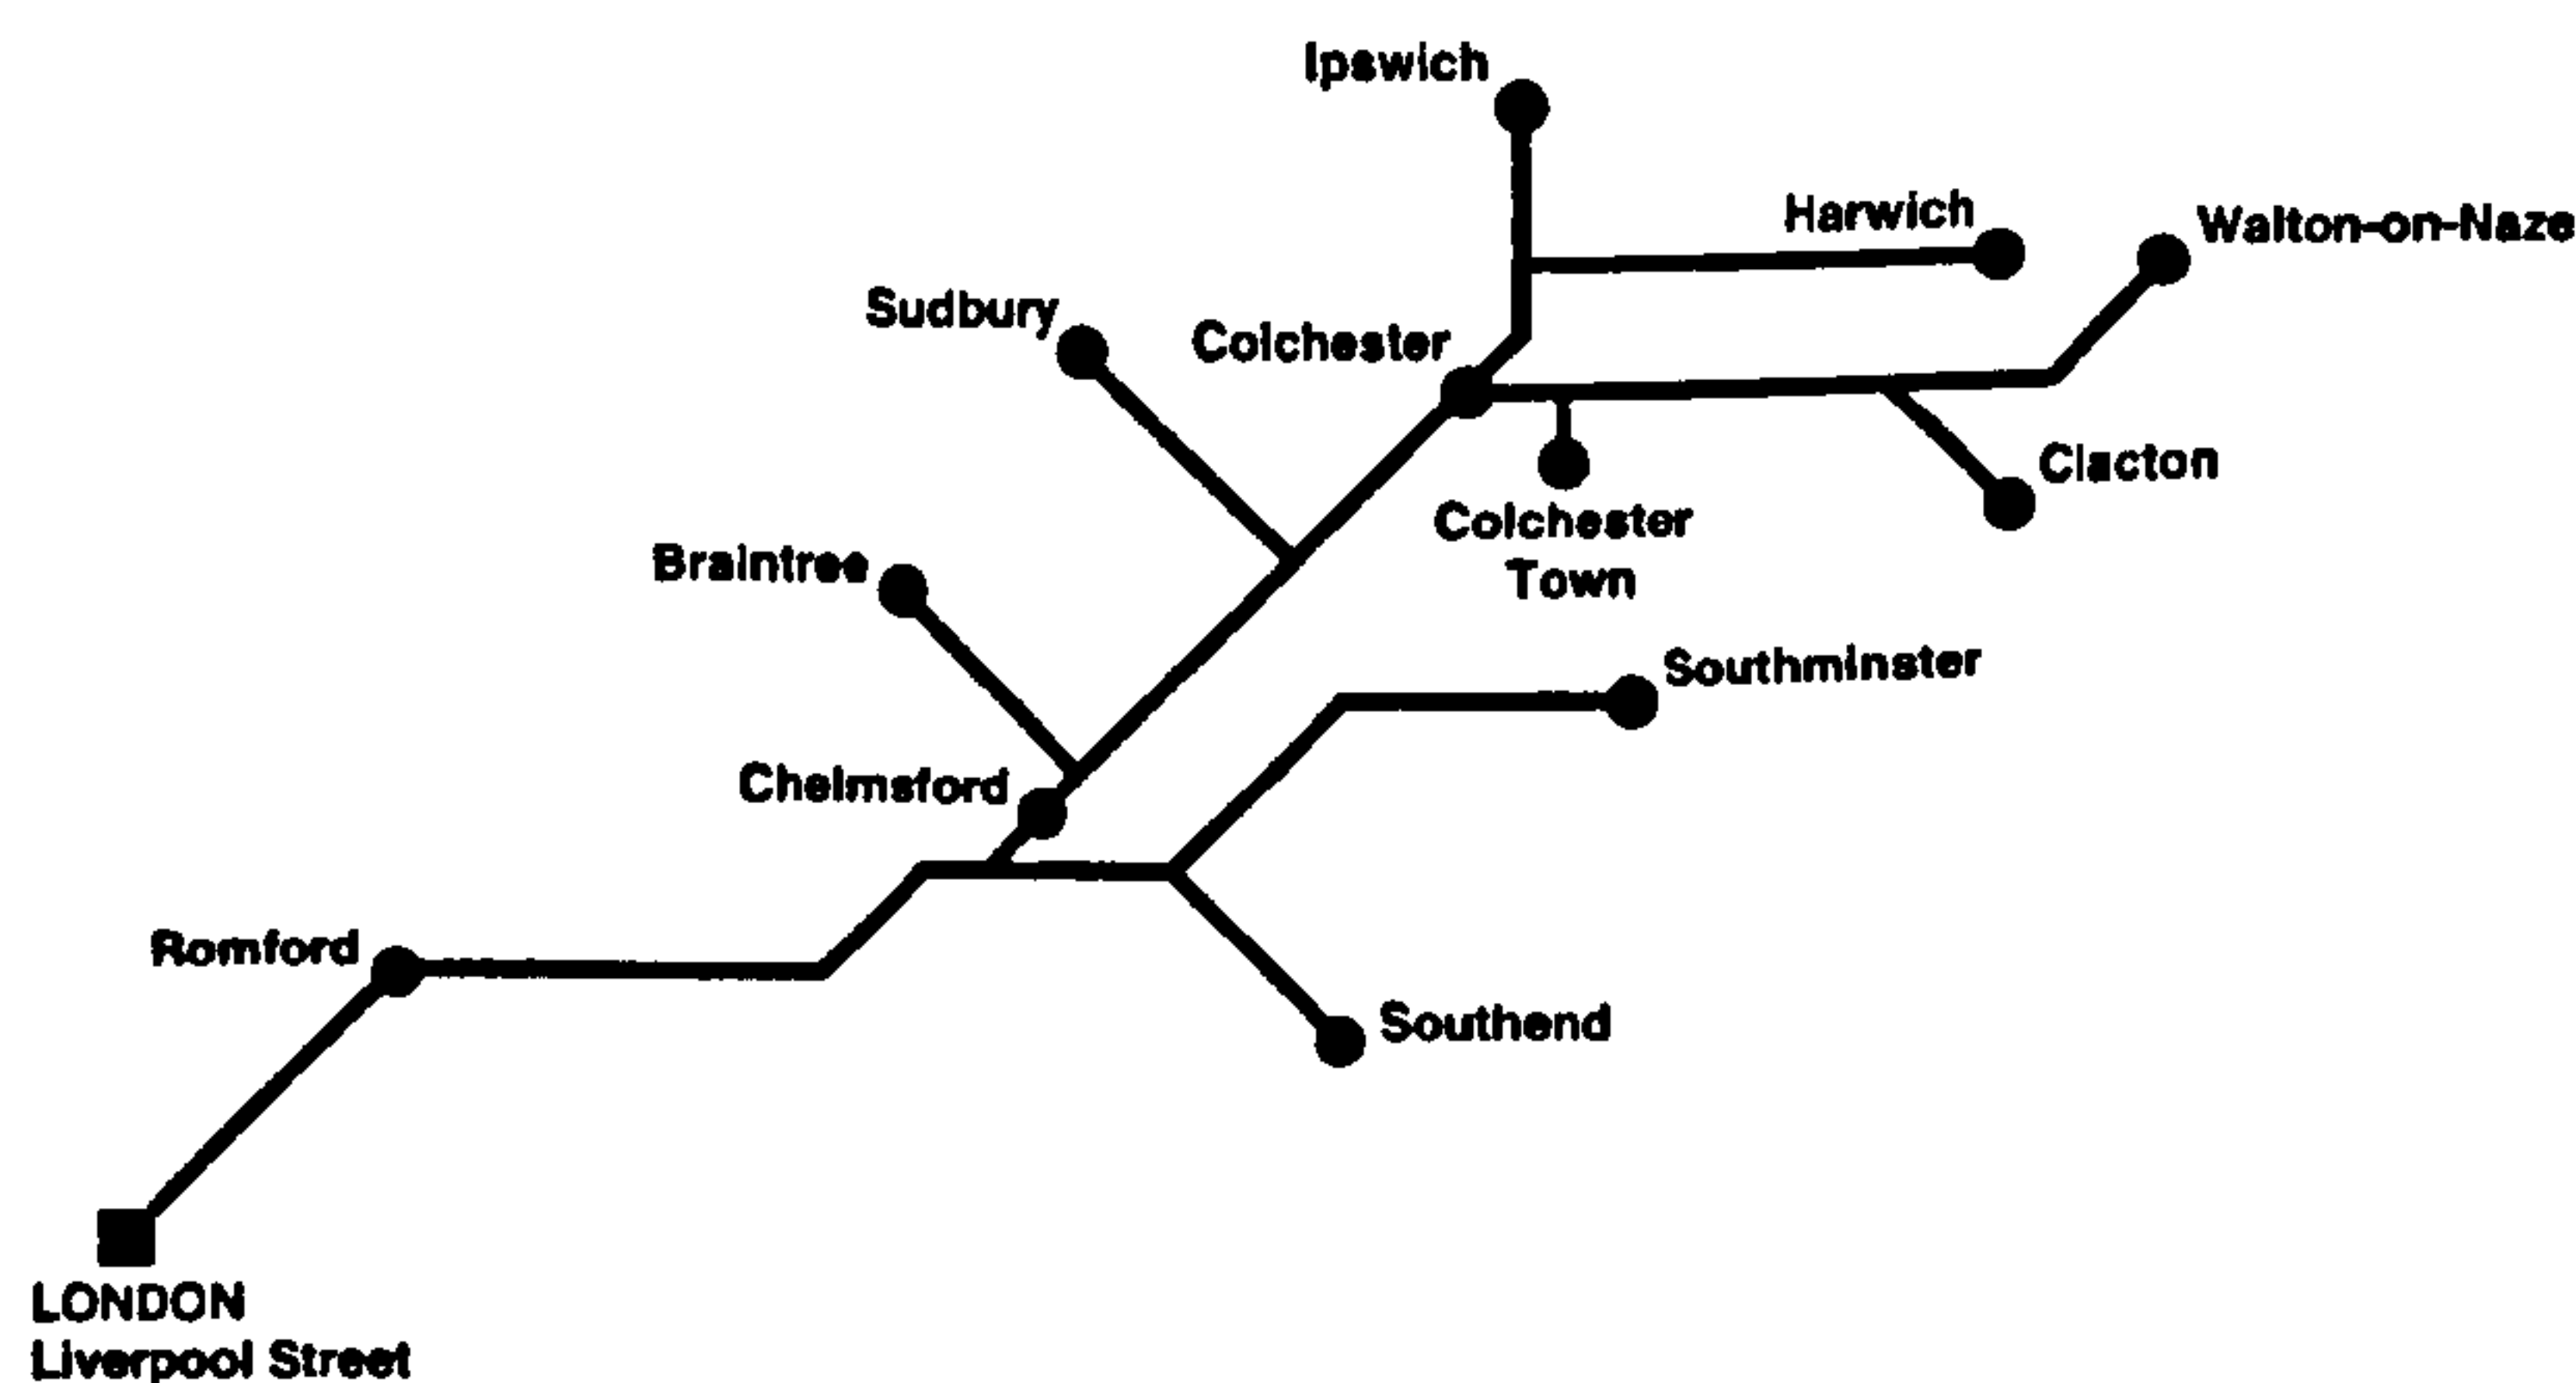 Ipswich
Harwich
Walton-on-Naze
Sudbury
Colchester
Clacton
Colchester
Town
Braintree
Southminster
Chelmsford
Romford
Southend
LONDON
Liverpool Street